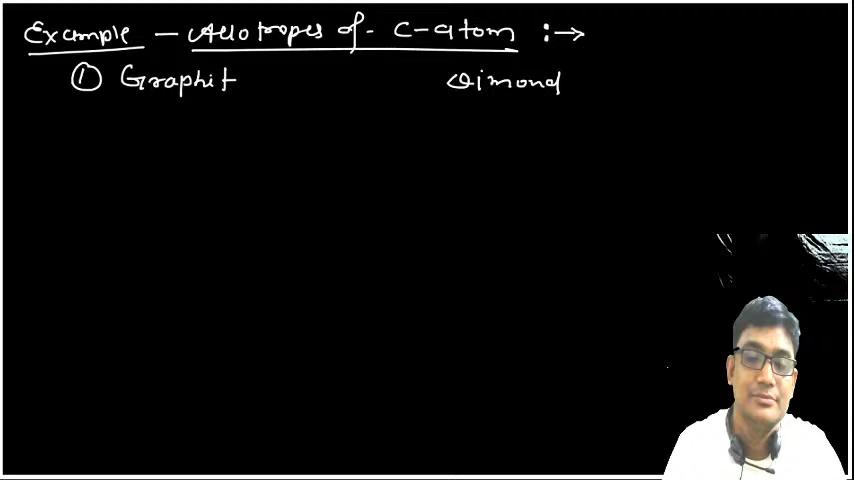 Example - Allotropes of - C-atom :→
① Graphit Dimond